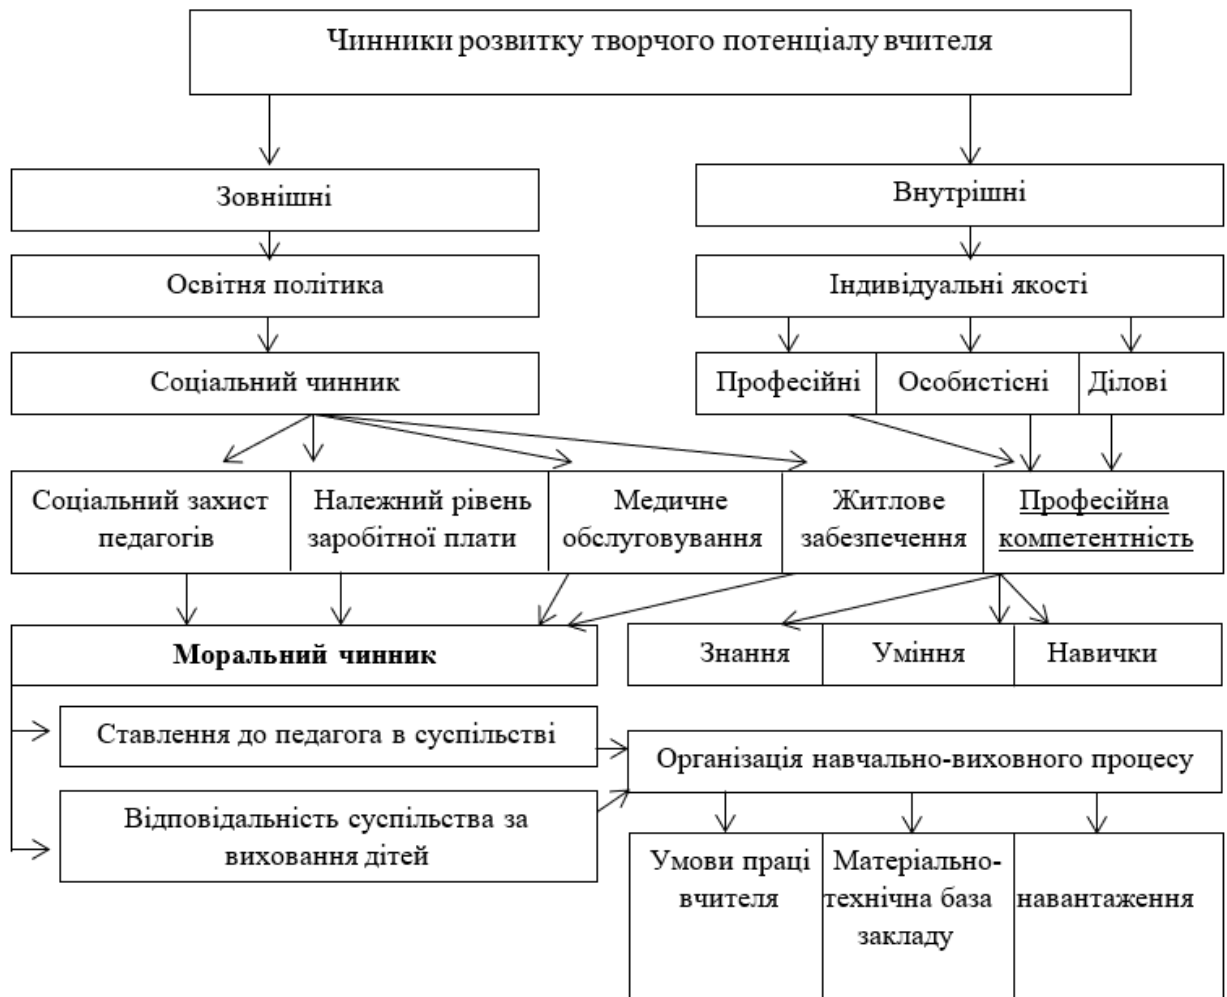 Чинники розвитку творчого потенціалу вчителя
Зовнішні
Внутрішні
Освітня політика
Індивідуальні якості
Соціальний чинник
Професійні
Особистісні
Ділові
Соціальний захист
педагогів
Належний рівень
заробітної плати
Медичне
обслуговування
Житлове
забезпечення
Професійна
компетентність
Моральний чинник
Знання
Уміння
Навички
Ставлення до педагога в суспільстві
Організація навчально-виховного процесу
Відповідальність суспільства за
виховання дітей
Умови праці
вчителя
Матеріально-
технічна база
закладу
навантаження